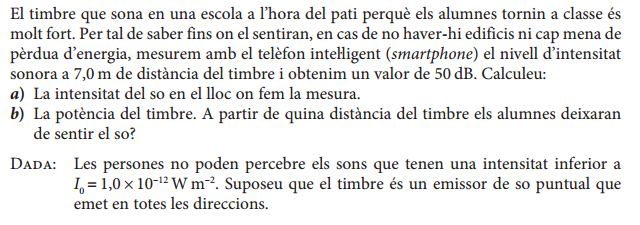 El timbre que sona en una escola a l’hora del pati perquè els alumnes tornin a classe és
molt fort. Per tal de saber fins on el sentiran, en cas de no haver-hi edificis ni cap mena de
pèrdua d’energia, mesurem amb el telèfon intel·ligent (smartphone) el nivell d’intensitat
sonora a 7,0 m de distància del timbre i obtenim un valor de 50 dB. Calculeu:
a) La intensitat del so en el lloc on fem la mesura.
b) La potència del timbre. A partir de quina distància del timbre els alumnes deixaran
de sentir el so?
DADA: Les persones no poden percebre els sons que tenen una intensitat inferior a
I₀ = 1,0 × 10⁻¹² W m⁻². Suposeu que el timbre és un emissor de so puntual que
emet en totes les direccions.